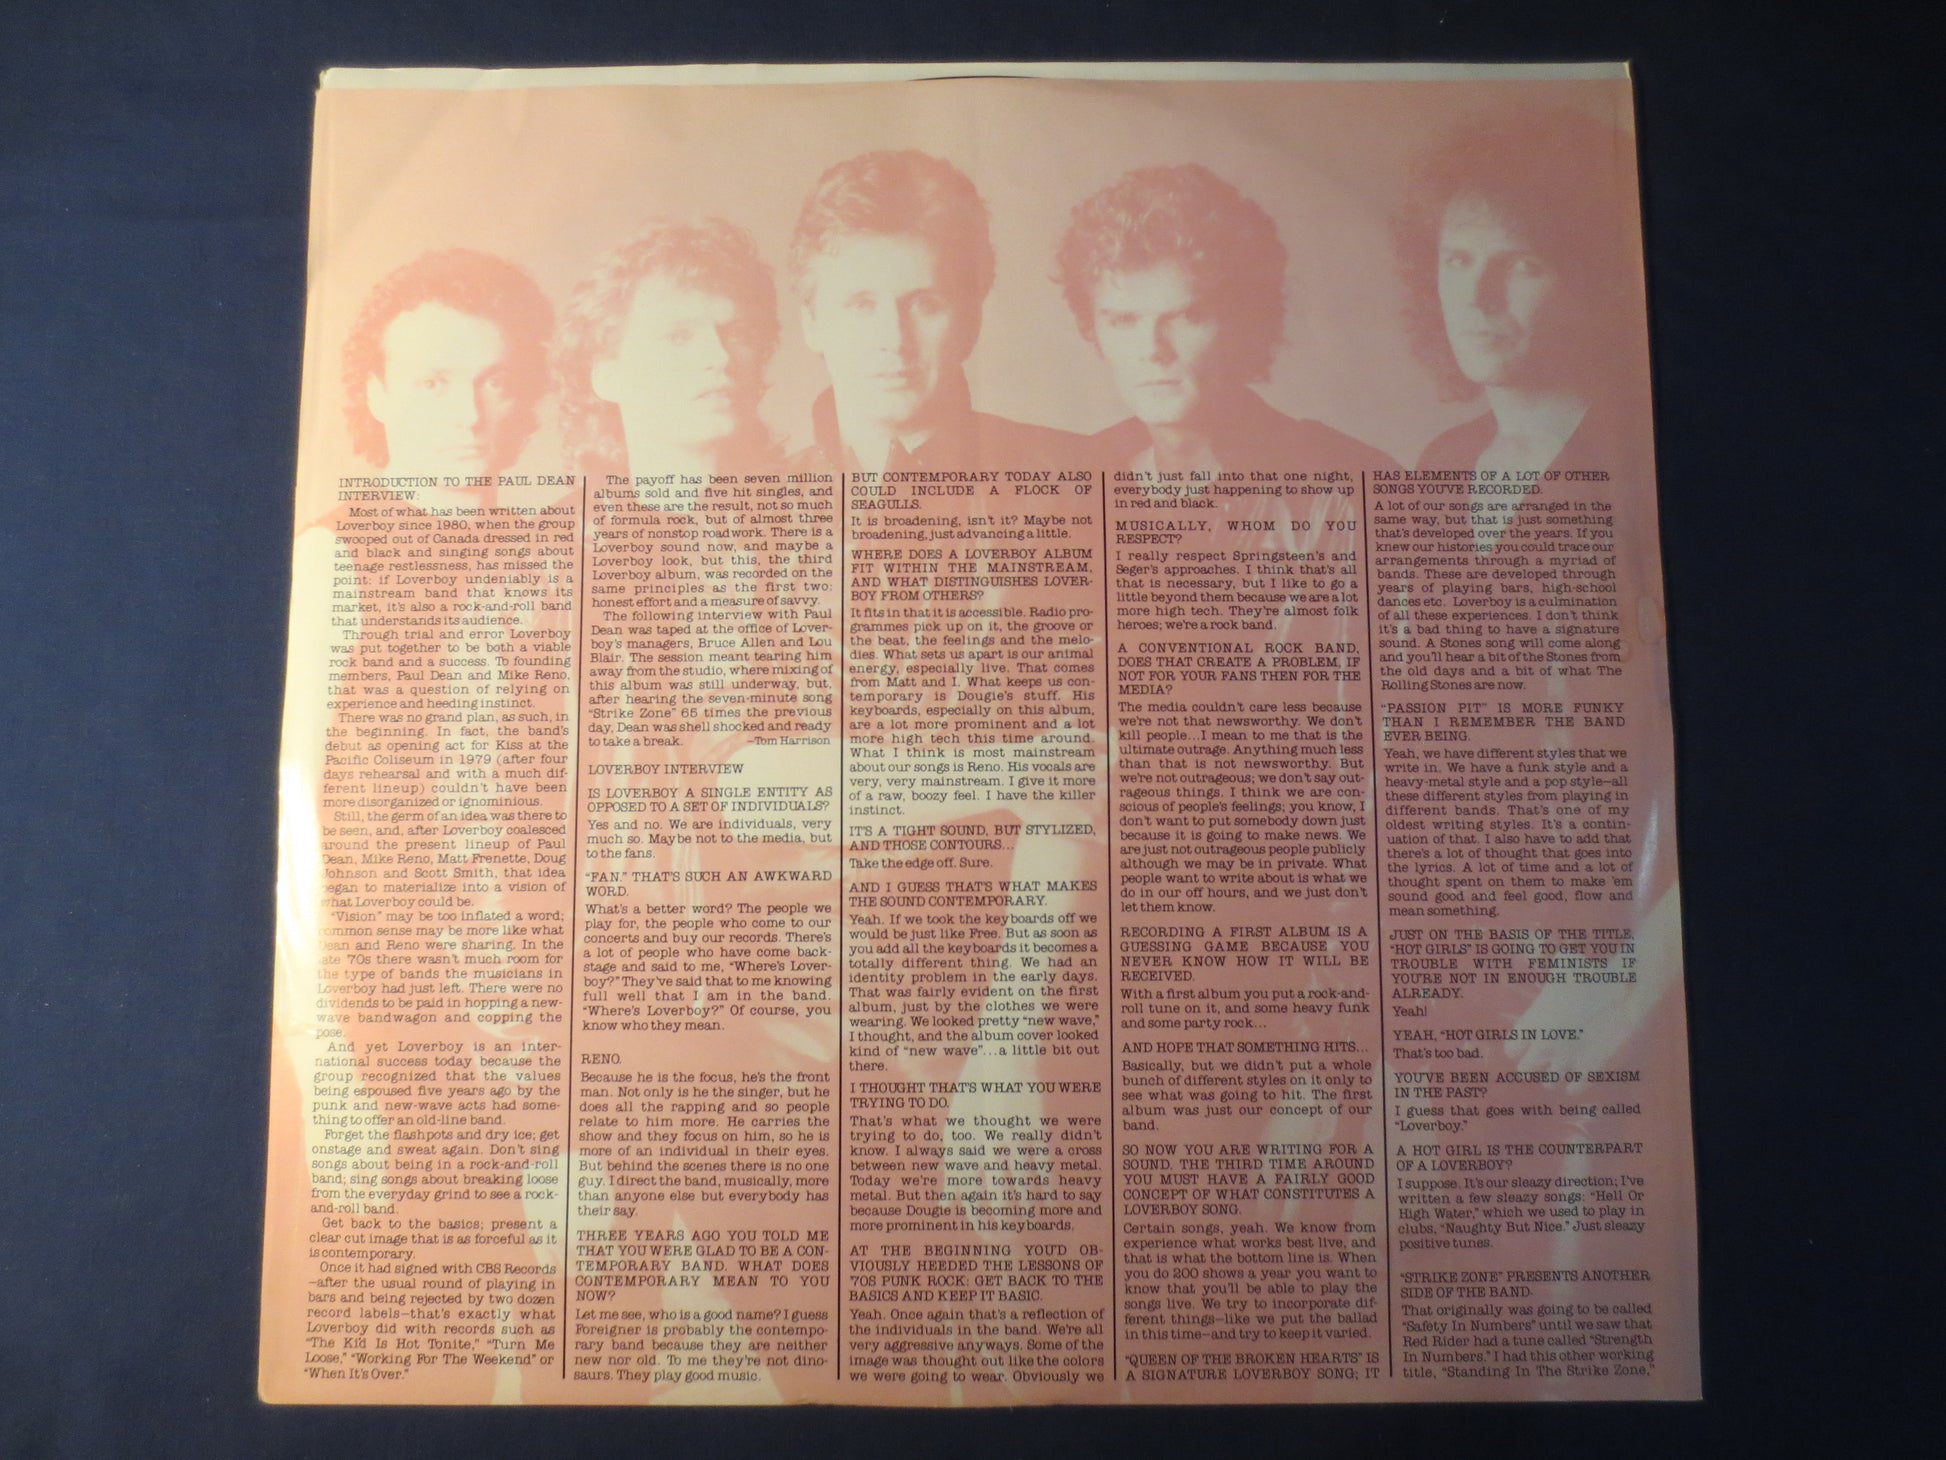 INTRODUCTION TO THE PAUL DEAN
INTERVIEW:
Most of what has been written about
Loverboy since 1980, when the group
swooped out of Canada dressed in red
and black and singing songs about
teenage restlessness, has missed the
point: if Loverboy undeniably is a
mainstream band that knows its
market, it's also a rock-and-roll band
that understands its audience.
Through trial and error Loverboy
was put together to be both a viable
rock band and a success. To founding
members, Paul Dean and Mike Reno,
that was a question of relying on
experience and heeding instinct.
There was no grand plan, as such, in
the beginning. In fact, the band's
debut as opening act for Kiss at the
Pacific Coliseum in 1979 (after four
days rehearsal and with a much dif-
ferent lineup) couldn't have been
more disorganized or ignominious.
Still, the germ of an idea was there to
be seen, and, after Loverboy coalesced
around the present lineup of Paul
Dean, Mike Reno, Matt Frenette, Doug
Johnson and Scott Smith, that idea
began to materialize into a vision of
what Loverboy could be.
"Vision" may be too inflated a word;
common sense may be more like what
Dean and Reno were sharing. In the
late '70s there wasn't much room for
the type of bands the musicians in
Loverboy had just left. There were no
dividends to be paid in hopping a new-
wave bandwagon and copping the
pose.
And yet Loverboy is an inter-
national success today because the
group recognized that the values
being espoused five years ago by the
punk and new-wave acts had some-
thing to offer an old-line band.
Forget the flashpots and dry ice; get
onstage and sweat again. Don't sing
songs about being in a rock-and-roll
band; sing songs about breaking loose
from the everyday grind to see a rock-
and-roll band.
Get back to the basics; present a
clear cut image that is as forceful as it
is contemporary.
Once it had signed with CBS Records
—after the usual round of playing in
bars and being rejected by two dozen
record labels—that's exactly what
Loverboy did with records such as
"The Kid Is Hot Tonite," "Turn Me
Loose," "Working For The Weekend" or
"When It's Over."
The payoff has been seven million
albums sold and five hit singles, and
even these are the result, not so much
of formula rock, but of almost three
years of nonstop roadwork. There is a
Loverboy sound now, and maybe a
Loverboy look, but this, the third
Loverboy album, was recorded on the
same principles as the first two:
honest effort and a measure of savvy.
The following interview with Paul
Dean was taped at the office of Lover-
boy's managers, Bruce Allen and Lou
Blair. The session meant tearing him
away from the studio, where mixing of
this album was still underway, but,
after hearing the seven-minute song
"Strike Zone" 65 times the previous
day, Dean was shell shocked and ready
to take a break. —Tom Harrison
LOVERBOY INTERVIEW
IS LOVERBOY A SINGLE ENTITY AS
OPPOSED TO A SET OF INDIVIDUALS?
Yes and no. We are individuals, very
much so. Maybe not to the media, but
to the fans.
"FAN." THAT'S SUCH AN AWKWARD
WORD.
What's a better word? The people we
play for, the people who come to our
concerts and buy our records. There's
a lot of people who have come back-
stage and said to me, "Where's Lover-
boy?" They've said that to me knowing
full well that I am in the band.
"Where's Loverboy?" Of course, you
know who they mean.
RENO.
Because he is the focus, he's the front
man. Not only is he the singer, but he
does all the rapping and so people
relate to him more. He carries the
show and they focus on him, so he is
more of an individual in their eyes.
But behind the scenes there is no one
guy. I direct the band, musically, more
than anyone else but everybody has
their say.
THREE YEARS AGO YOU TOLD ME
THAT YOU WERE GLAD TO BE A CON-
TEMPORARY BAND. WHAT DOES
CONTEMPORARY MEAN TO YOU
NOW?
Let me see, who is a good name? I guess
Foreigner is probably the contempo-
rary band because they are neither
new nor old. To me they're not dino-
saurs. They play good music.
BUT CONTEMPORARY TODAY ALSO
COULD INCLUDE A FLOCK OF
SEAGULLS.
It is broadening, isn't it? Maybe not
broadening, just advancing a little.
WHERE DOES A LOVERBOY ALBUM
FIT WITHIN THE MAINSTREAM,
AND WHAT DISTINGUISHES LOVER-
BOY FROM OTHERS?
It fits in that it is accessible. Radio pro-
grammes pick up on it, the groove or
the beat, the feelings and the melo-
dies. What sets us apart is our animal
energy, especially live. That comes
from Matt and I. What keeps us con-
temporary is Dougie's stuff. His
keyboards, especially on this album,
are a lot more prominent and a lot
more high tech this time around.
What I think is most mainstream
about our songs is Reno. His vocals are
very, very mainstream. I give it more
of a raw, boozy feel. I have the killer
instinct.
IT'S A TIGHT SOUND, BUT STYLIZED,
AND THOSE CONTOURS...
Take the edge off. Sure.
AND I GUESS THAT'S WHAT MAKES
THE SOUND CONTEMPORARY.
Yeah. If we took the keyboards off we
would be just like Free. But as soon as
you add all the keyboards it becomes a
totally different thing. We had an
identity problem in the early days.
That was fairly evident on the first
album, just by the clothes we were
wearing. We looked pretty "new wave,"
I thought, and the album cover looked
kind of "new wave"...a little bit out
there.
I THOUGHT THAT'S WHAT YOU WERE
TRYING TO DO.
That's what we thought we were
trying to do, too. We really didn't
know. I always said we were a cross
between new wave and heavy metal.
Today we're more towards heavy
metal. But then again it's hard to say
because Dougie is becoming more and
more prominent in his keyboards.
AT THE BEGINNING YOU'D OB-
VIOUSLY HEEDED THE LESSONS OF
'70S PUNK ROCK: GET BACK TO THE
BASICS AND KEEP IT BASIC.
Yeah. Once again that's a reflection of
the individuals in the band. We're all
very aggressive anyways. Some of the
image was thought out like the colors
we were going to wear. Obviously we
didn't just fall into that one night,
everybody just happening to show up
in red and black.
MUSICALLY, WHOM DO YOU
RESPECT?
I really respect Springsteen's and
Seger's approaches. I think that's all
that is necessary, but I like to go a
little beyond them because we are a lot
more high tech. They're almost folk
heroes; we're a rock band.
A CONVENTIONAL ROCK BAND,
DOES THAT CREATE A PROBLEM, IF
NOT FOR YOUR FANS THEN FOR THE
MEDIA?
The media couldn't care less because
we're not that newsworthy. We don't
kill people...I mean to me that is the
ultimate outrage. Anything much less
than that is not newsworthy. But
we're not outrageous; we don't say out-
rageous things. I think we are con-
scious of people's feelings; you know, I
don't want to put somebody down just
because it is going to make news. We
are just not outrageous people publicly
although we may be in private. What
people want to write about is what we
do in our off hours, and we just don't
let them know.
RECORDING A FIRST ALBUM IS A
GUESSING GAME BECAUSE YOU
NEVER KNOW HOW IT WILL BE
RECEIVED.
With a first album you put a rock-and-
roll tune on it, and some heavy funk
and some party rock...
AND HOPE THAT SOMETHING HITS...
Basically, but we didn't put a whole
bunch of different styles on it only to
see what was going to hit. The first
album was just our concept of our
band.
SO NOW YOU ARE WRITING FOR A
SOUND. THE THIRD TIME AROUND
YOU MUST HAVE A FAIRLY GOOD
CONCEPT OF WHAT CONSTITUTES A
LOVERBOY SONG.
Certain songs, yeah. We know from
experience what works best live, and
that is what the bottom line is. When
you do 200 shows a year you want to
know that you'll be able to play the
songs live. We try to incorporate dif-
ferent things—like we put the ballad
in this time—and try to keep it varied.
"QUEEN OF THE BROKEN HEARTS" IS
A SIGNATURE LOVERBOY SONG; IT
HAS ELEMENTS OF A LOT OF OTHER
SONGS YOU'VE RECORDED.
A lot of our songs are arranged in the
same way, but that is just something
that's developed over the years. If you
knew our histories you could trace our
arrangements through a myriad of
bands. These are developed through
years of playing bars, high-school
dances etc. Loverboy is a culmination
of all these experiences. I don't think
it's a bad thing to have a signature
sound. A Stones song will come along
and you'll hear a bit of the Stones from
the old days and a bit of what The
Rolling Stones are now.
"PASSION PIT" IS MORE FUNKY
THAN I REMEMBER THE BAND
EVER BEING.
Yeah, we have different styles that we
write in. We have a funk style and a
heavy-metal style and a pop style—all
these different styles from playing in
different bands. That's one of my
oldest writing styles. It's a contin-
uation of that. I also have to add that
there's a lot of thought that goes into
the lyrics. A lot of time and a lot of
thought spent on them to make 'em
sound good and feel good, flow and
mean something.
JUST ON THE BASIS OF THE TITLE,
"HOT GIRLS" IS GOING TO GET YOU IN
TROUBLE WITH FEMINISTS IF
YOU'RE NOT IN ENOUGH TROUBLE
ALREADY.
Yeah!
YEAH, "HOT GIRLS IN LOVE."
That's too bad.
YOU'VE BEEN ACCUSED OF SEXISM
IN THE PAST?
I guess that goes with being called
"Loverboy."
A HOT GIRL IS THE COUNTERPART
OF A LOVERBOY?
I suppose. It's our sleazy direction; I've
written a few sleazy songs: "Hell Or
High Water," which we used to play in
clubs, "Naughty But Nice." Just sleazy
positive tunes.
"STRIKE ZONE" PRESENTS ANOTHER
SIDE OF THE BAND.
That originally was going to be called
"Safety In Numbers" until we saw that
Red Rider had a tune called "Strength
In Numbers." I had this other working
title, "Standing In The Strike Zone,"